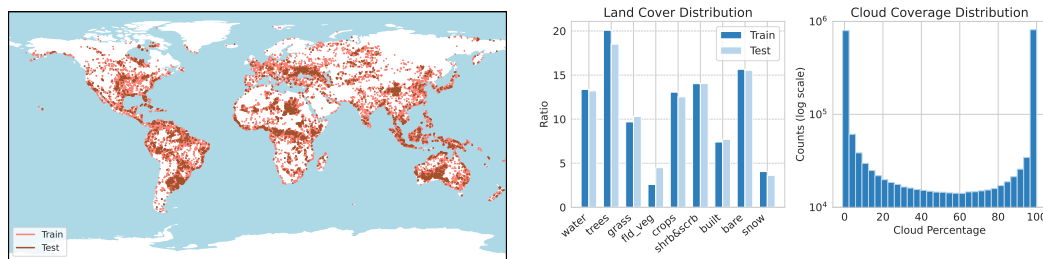 Train
Test
Land Cover Distribution
Ratio
20
15
10
5
0
Train
Test
water
trees
grass
fld_veg
crops
shrb&scrb
built
bare
snow
Cloud Coverage Distribution
Counts (log scale)
10^6
10^5
10^4
0 20 40 60 80 100
Cloud Percentage